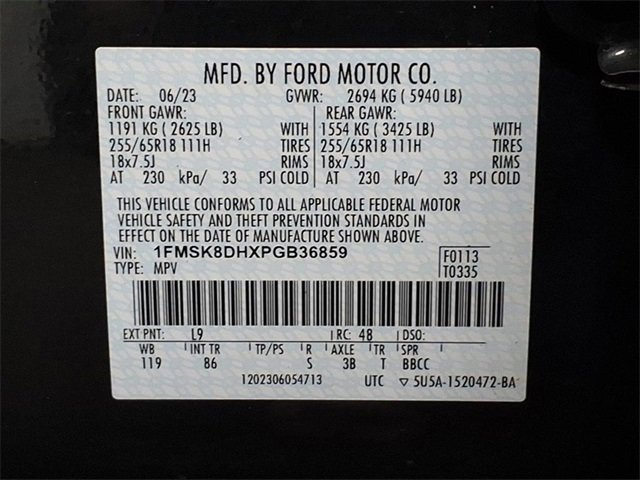 MFD. BY FORD MOTOR CO.
DATE: 06/23 GVWR: 2694 KG ( 5940 LB)
FRONT GAWR: REAR GAWR:
1191 KG ( 2625 LB) WITH 1554 KG ( 3425 LB) WITH
255/65R18 111H TIRES 255/65R18 111H TIRES
18x7.5J RIMS 18x7.5J RIMS
AT 230 kPa/ 33 PSI COLD AT 230 kPa/ 33 PSI COLD
THIS VEHICLE CONFORMS TO ALL APPLICABLE FEDERAL MOTOR
VEHICLE SAFETY AND THEFT PREVENTION STANDARDS IN
EFFECT ON THE DATE OF MANUFACTURE SHOWN ABOVE.
VIN: 1FMSK8DHXPGB36859 F0113
TYPE: MPV T0335
EXT PNT: L9 RC: 48 DSO:
WB INT TR TP/PS R AXLE TR SPR
119 86 S 3B T BBCC
1202306054713 UTC ▽ 5U5A-1520472-BA